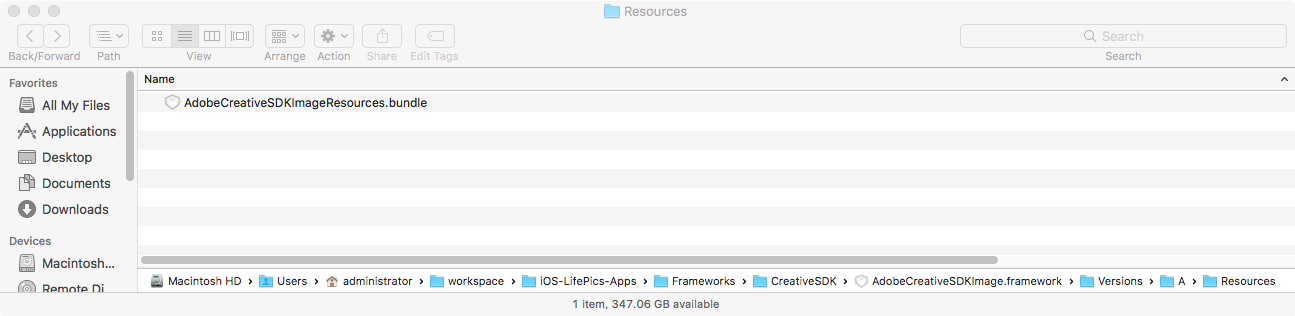 Resources
Back/Forward Path View Arrange Action Share Edit Tags Search
Search
Favorites
All My Files
Applications
Desktop
Documents
Downloads
Devices
Macintosh...
Remote Di
Name
AdobeCreativeSDKImageResources.bundle
Macintosh HD Users administrator workspace iOS-LifePics-Apps Frameworks CreativeSDK AdobeCreativeSDKImage.framework Versions A Resources
1 item, 347.06 GB available